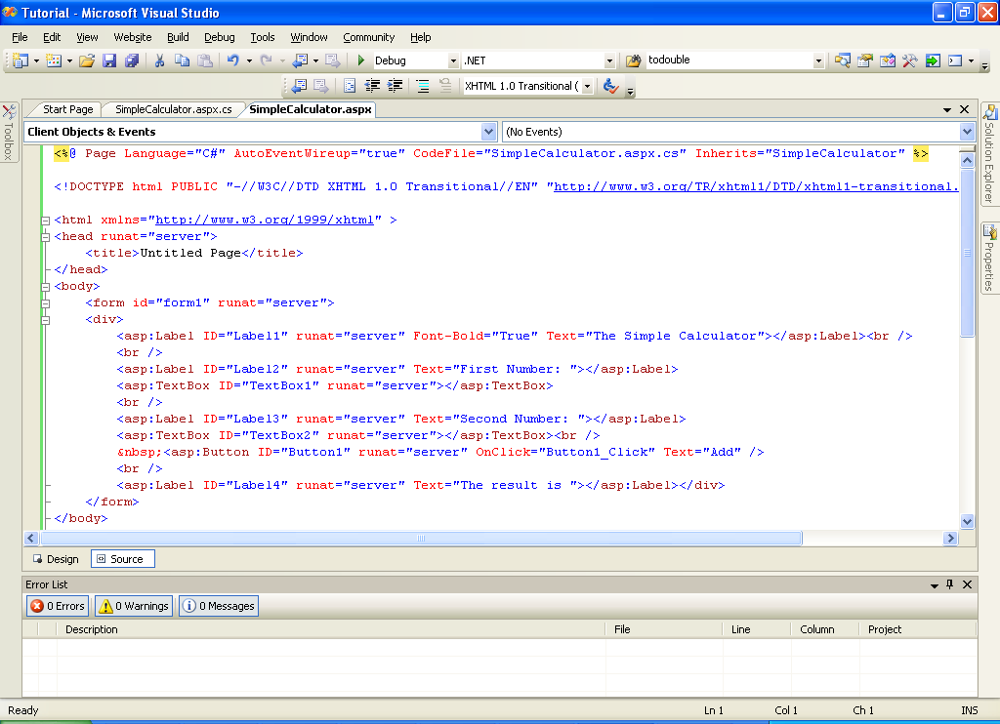 Tutorial - Microsoft Visual Studio
File Edit View Website Build Debug Tools Window Community Help
Debug .NET todouble
XHTML 1.0 Transitional (
Toolbox
Start Page SimpleCalculator.aspx.cs SimpleCalculator.aspx
Client Objects & Events (No Events)
<%@ Page Language="C#" AutoEventWireup="true" CodeFile="SimpleCalculator.aspx.cs" Inherits="SimpleCalculator" %>
<!DOCTYPE html PUBLIC "-//W3C//DTD XHTML 1.0 Transitional//EN" "http://www.w3.org/TR/xhtml1/DTD/xhtml1-transitional.
<html xmlns="http://www.w3.org/1999/xhtml" >
<head runat="server">
<title>Untitled Page</title>
</head>
<body>
<form id="form1" runat="server">
<div>
<asp:Label ID="Label1" runat="server" Font-Bold="True" Text="The Simple Calculator"></asp:Label><br />
<br />
<asp:Label ID="Label2" runat="server" Text="First Number: "></asp:Label>
<asp:TextBox ID="TextBox1" runat="server"></asp:TextBox>
<br />
<asp:Label ID="Label3" runat="server" Text="Second Number: "></asp:Label>
<asp:TextBox ID="TextBox2" runat="server"></asp:TextBox><br />
&nbsp;<asp:Button ID="Button1" runat="server" OnClick="Button1_Click" Text="Add" />
<br />
<asp:Label ID="Label4" runat="server" Text="The result is "></asp:Label></div>
</form>
</body>
Solution Explorer
Properties
Design Source
Error List
0 Errors 0 Warnings 0 Messages
Description File Line Column Project
Ready Ln 1 Col 1 Ch 1 INS